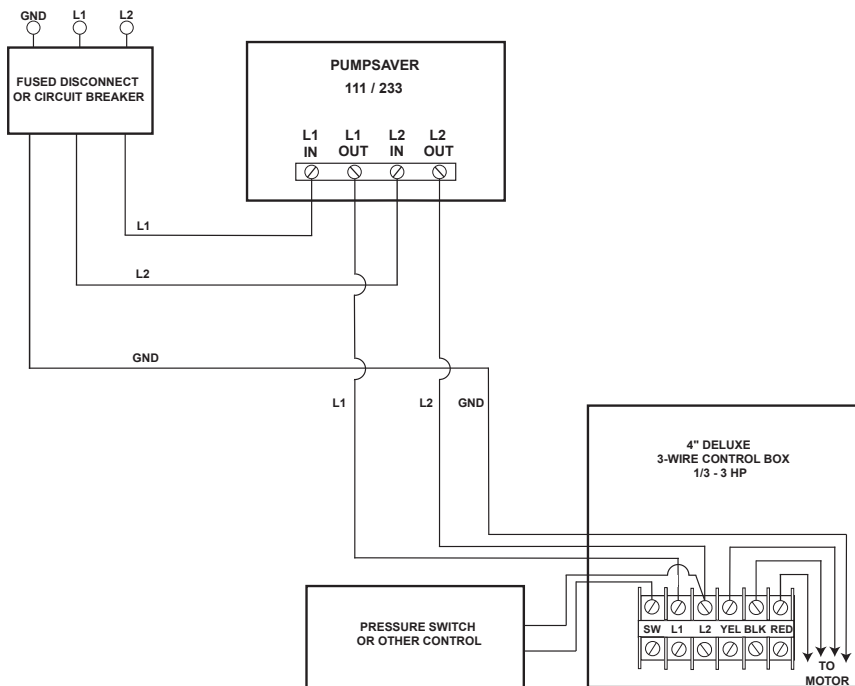 GND L1 L2
FUSED DISCONNECT
OR CIRCUIT BREAKER
PUMPSAVER
111 / 233
L1 L1 L2 L2
IN OUT IN OUT
L1
L2
GND
L1 L2 GND
4" DELUXE
3-WIRE CONTROL BOX
1/3 - 3 HP
PRESSURE SWITCH
OR OTHER CONTROL
SW L1 L2 YEL BLK RED
TO
MOTOR